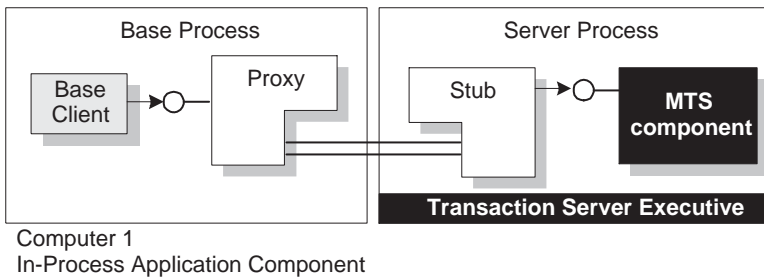 Base Process
Server Process
Base
Client
Proxy
Stub
MTS
component
Transaction Server Executive
Computer 1
In-Process Application Component